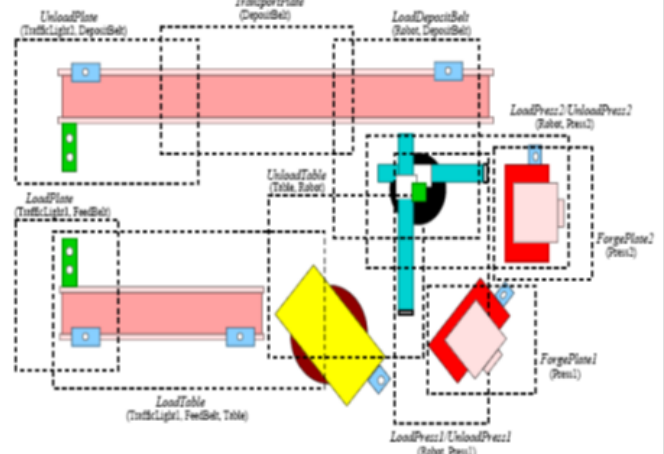 TransportPlate
(DepositBelt)
UnloadPlate
(TrafficLight2, DepositBelt)
LoadDepositBelt
(Robot, DepositBelt)
LoadPress2/UnloadPress2
(Robot, Press2)
UnloadTable
(Table, Robot)
LoadPlate
(TrafficLight1, FeedBelt)
ForgePlate2
(Press2)
ForgePlate1
(Press1)
LoadTable
(TrafficLight1, FeedBelt, Table)
LoadPress1/UnloadPress1
(Robot, Press1)